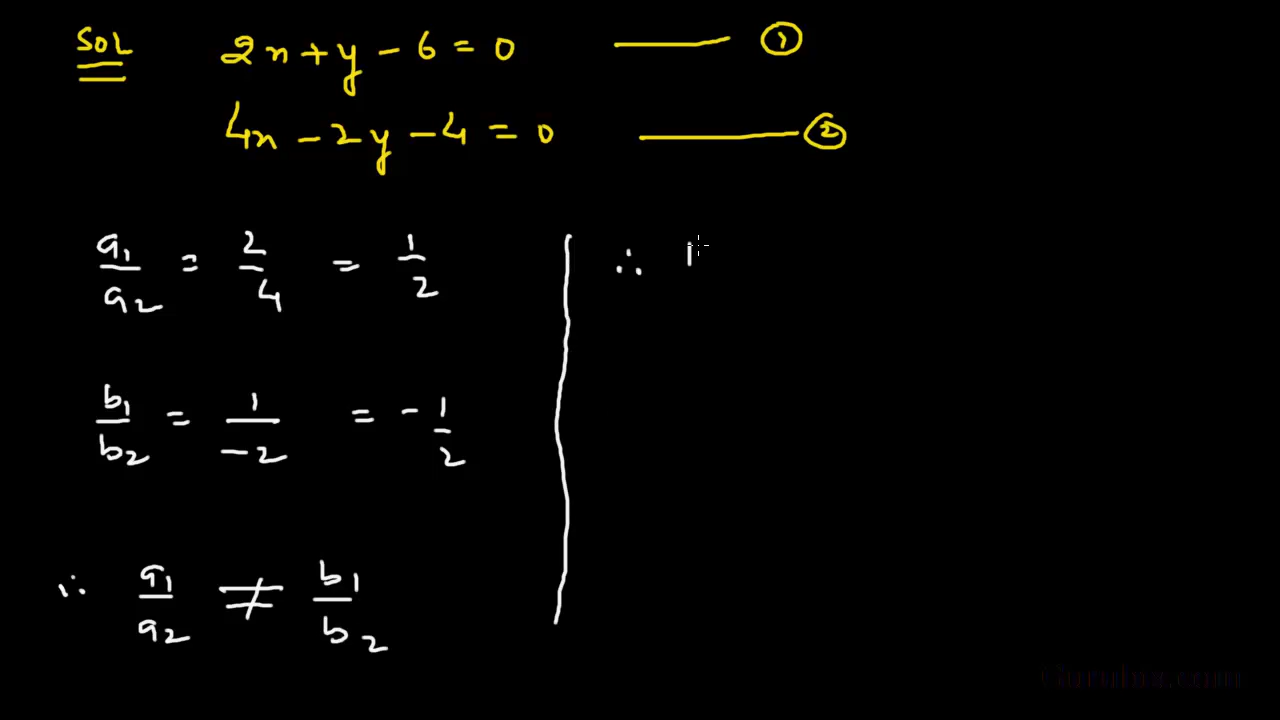 SOL 2x + y - 6 = 0 ——— ①
4x - 2y - 4 = 0 ——— ②
a₁/a₂ = 2/4 = 1/2
b₁/b₂ = 1/-2 = -1/2
∴ a₁/a₂ ≠ b₁/b₂
∴